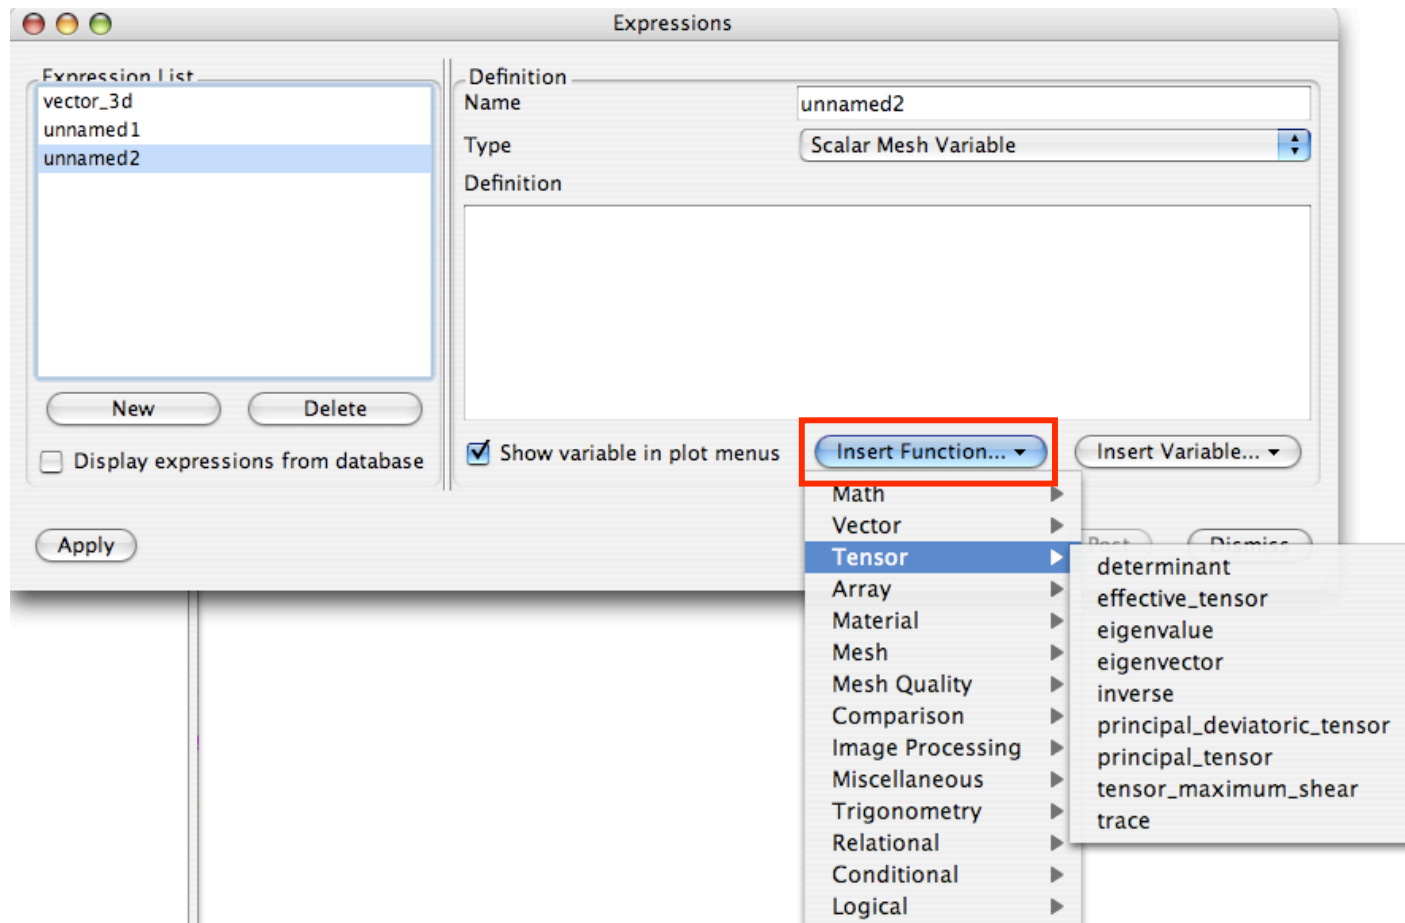 Expressions
Expression List
vector_3d
unnamed1
unnamed2
New
Delete
Display expressions from database
Apply
Definition
Name
unnamed2
Type
Scalar Mesh Variable
Definition
Show variable in plot menus
Insert Function...
Insert Variable...
Post
Dismiss
Math
Vector
Tensor
Array
Material
Mesh
Mesh Quality
Comparison
Image Processing
Miscellaneous
Trigonometry
Relational
Conditional
Logical
determinant
effective_tensor
eigenvalue
eigenvector
inverse
principal_deviatoric_tensor
principal_tensor
tensor_maximum_shear
trace